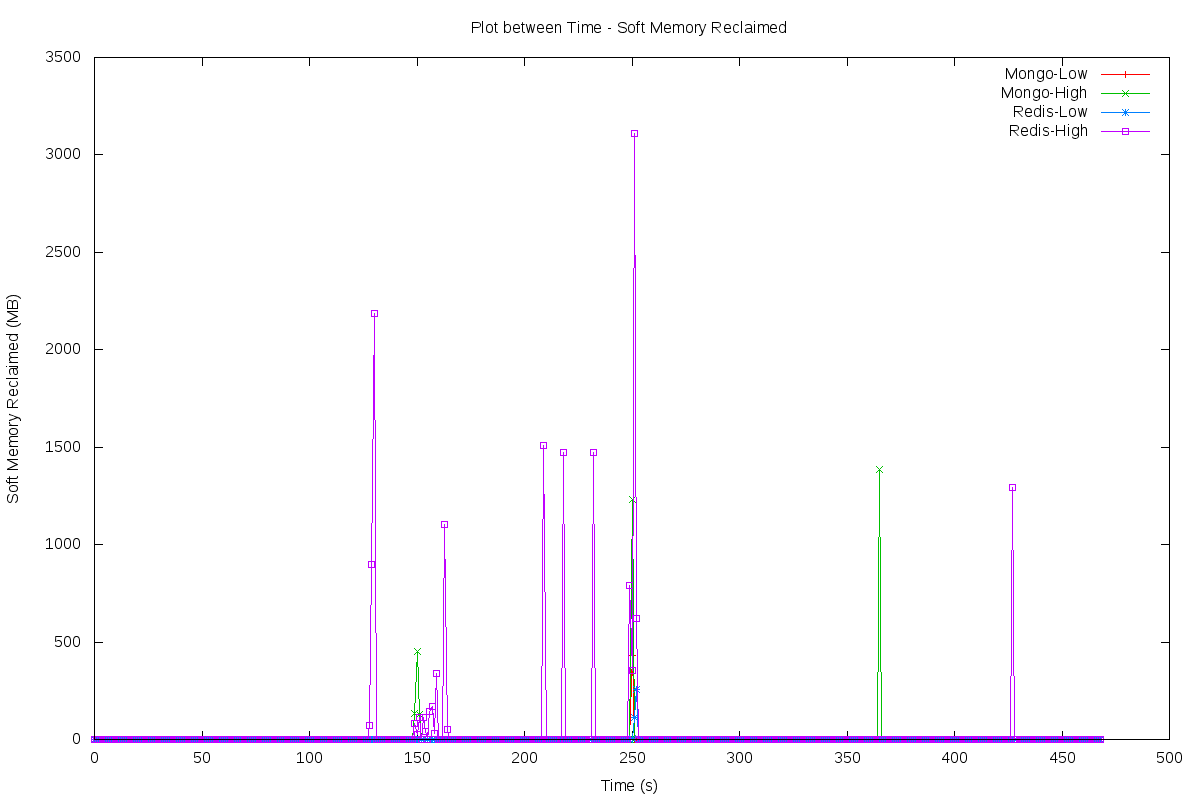 Plot between Time - Soft Memory Reclaimed
3500
3000
2500
2000
1500
1000
500
0
Soft Memory Reclaimed (MB)
Mongo-Low
Mongo-High
Redis-Low
Redis-High
0 50 100 150 200 250 300 350 400 450 500
Time (s)